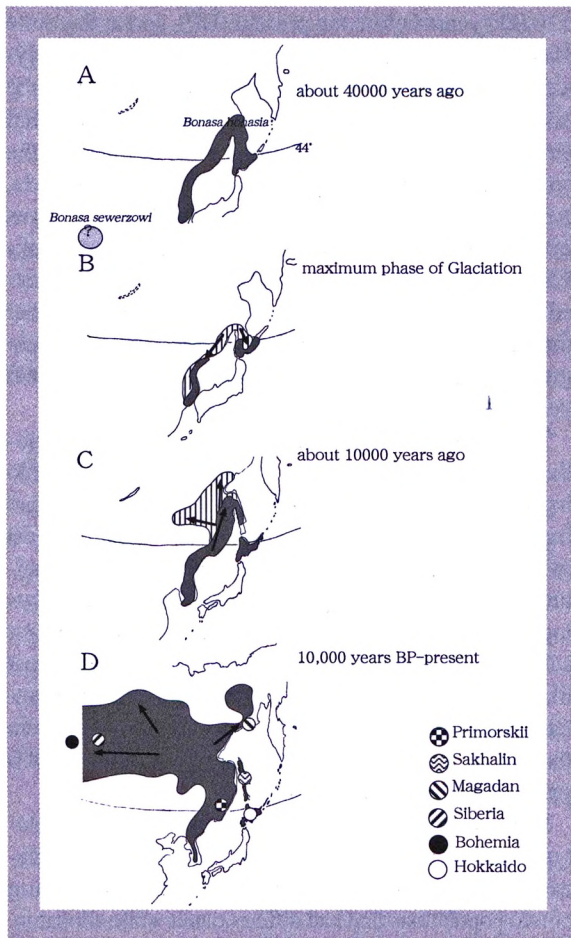 A
about 40000 years ago
Bonasa bonasia
44°
Bonasa sewerzowi
?
B
maximum phase of Glaciation
C
about 10000 years ago
D
10,000 years BP-present
Primorskii
Sakhalin
Magadan
Siberia
Bohemia
Hokkaido